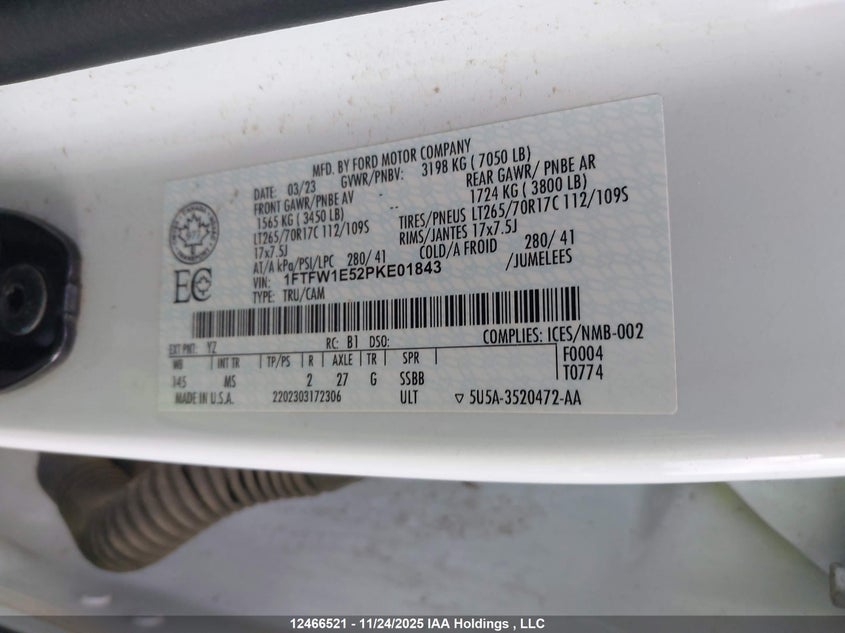 MFD. BY FORD MOTOR COMPANY
DATE: 03/23 GVWR/PNBV: 3198 KG ( 7050 LB)
FRONT GAWR/PNBE AV REAR GAWR/ PNBE AR
1565 KG ( 3450 LB) 1724 KG ( 3800 LB)
LT265/70R17C 112/109S TIRES/PNEUS LT265/70R17C 112/109S
17x7.5J RIMS/JANTES 17x7.5J
AT/A kPa/PSI/LPC 280/ 41 COLD/A FROID 280/ 41
VIN: 1FTFW1E52PKE01843 /JUMELEES
TYPE: TRU/CAM
EC
EXT PNT: YZ RC: B1 DSO: COMPLIES: ICES/NMB-002
WB INT TR TP/PS R AXLE TR SPR F0004
145 MS 2 27 G SSBB T0774
MADE IN U.S.A. 2202303172306 ULT ▽ 5U5A-3520472-AA
12466521 - 11/24/2025 IAA Holdings , LLC